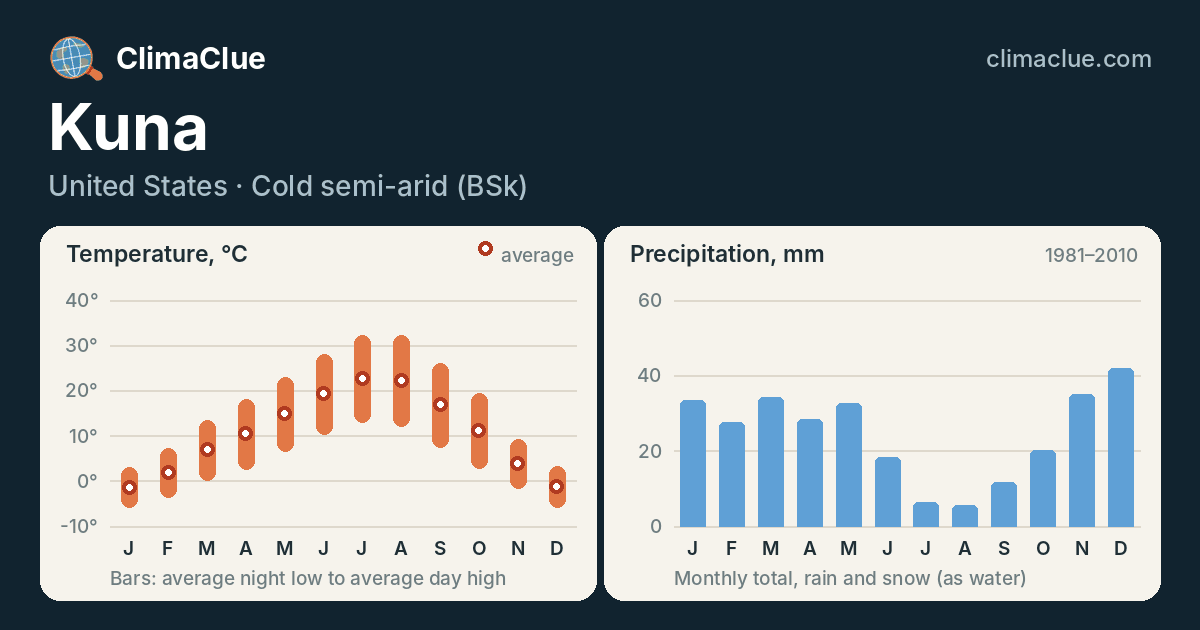 ClimaClue
climaclue.com
Kuna
United States · Cold semi-arid (BSk)
Temperature, °C
average
40°
30°
20°
10°
0°
-10°
J F M A M J J A S O N D
Bars: average night low to average day high
Precipitation, mm
1981–2010
60
40
20
0
J F M A M J J A S O N D
Monthly total, rain and snow (as water)